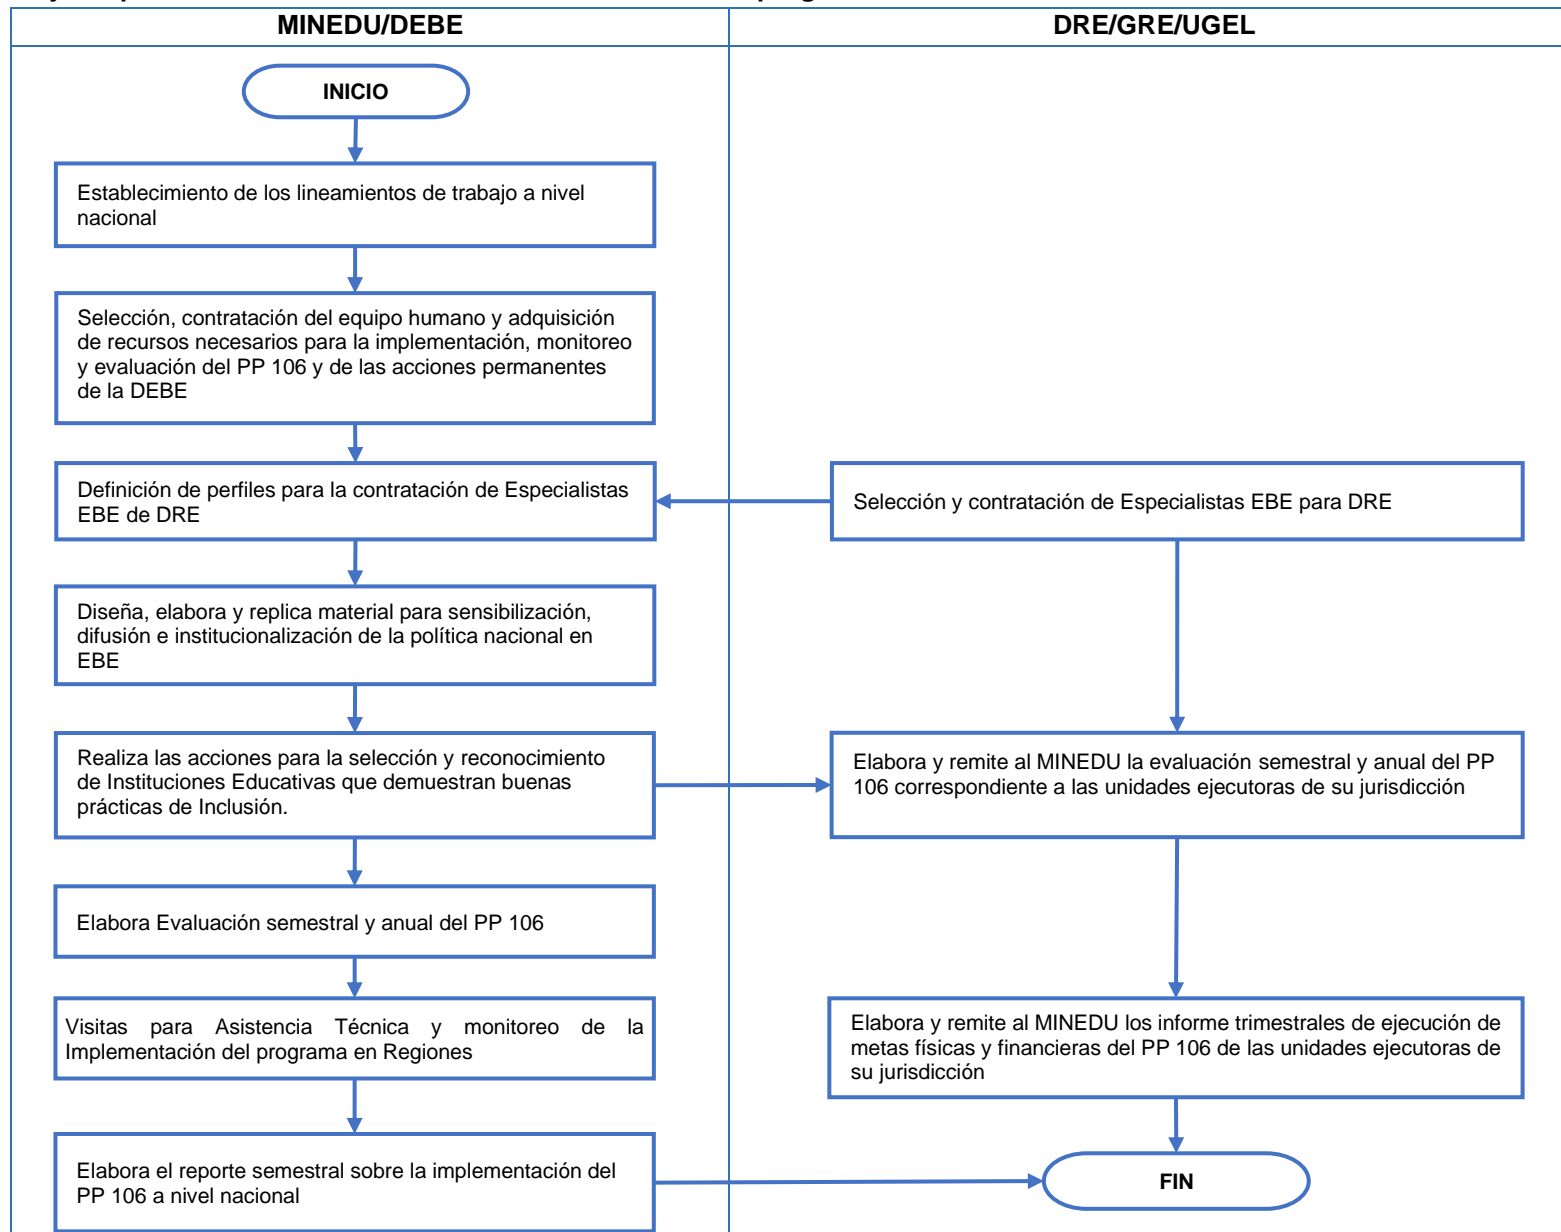 MINEDU/DEBE
DRE/GRE/UGEL
INICIO
Establecimiento de los lineamientos de trabajo a nivel
nacional
Selección, contratación del equipo humano y adquisición
de recursos necesarios para la implementación, monitoreo
y evaluación del PP 106 y de las acciones permanentes
de la DEBE
Definición de perfiles para la contratación de Especialistas
EBE de DRE
Selección y contratación de Especialistas EBE para DRE
Diseña, elabora y replica material para sensibilización,
difusión e institucionalización de la política nacional en
EBE
Realiza las acciones para la selección y reconocimiento
de Instituciones Educativas que demuestran buenas
prácticas de Inclusión.
Elabora y remite al MINEDU la evaluación semestral y anual del PP
106 correspondiente a las unidades ejecutoras de su jurisdicción
Elabora Evaluación semestral y anual del PP 106
Visitas para Asistencia Técnica y monitoreo de la
Implementación del programa en Regiones
Elabora y remite al MINEDU los informe trimestrales de ejecución de
metas físicas y financieras del PP 106 de las unidades ejecutoras de
su jurisdicción
Elabora el reporte semestral sobre la implementación del
PP 106 a nivel nacional
FIN